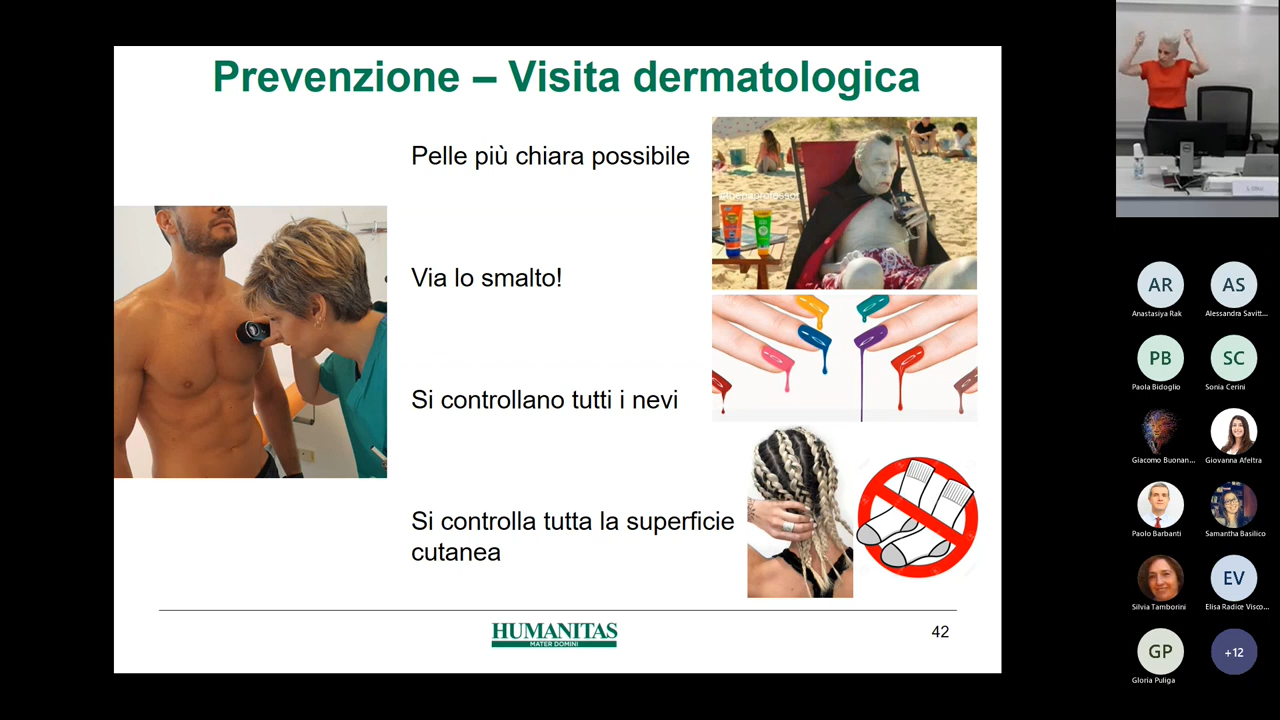 Prevenzione – Visita dermatologica
Pelle più chiara possibile
Via lo smalto!
Si controllano tutti i nevi
Si controlla tutta la superficie
cutanea
HUMANITAS
MATER DOMINI
42
AR
AS
Anastasiya Rak
Alessandra Savitt...
PB
SC
Paola Bidoglio
Sonia Cerini
Giacomo Buonan...
Giovanna Afeltra
Paolo Barbanti
Samantha Basilico
EV
Silvia Tamborini
Elisa Radice Visco...
GP
+12
Gloria Puliga